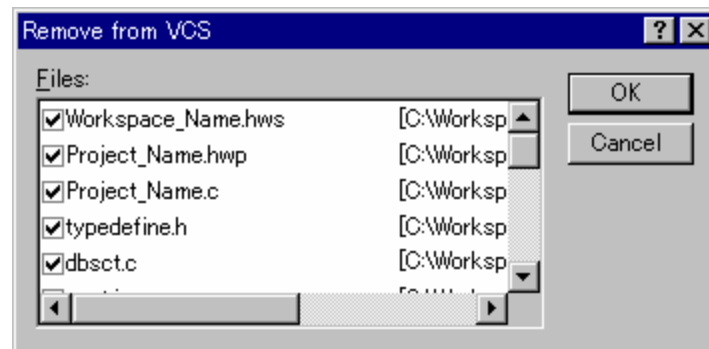 Remove from VCS
Files:
Workspace_Name.hws [C:\Worksp
Project_Name.hwp [C:\Worksp
Project_Name.c [C:\Worksp
typedefine.h [C:\Worksp
dbsct.c [C:\Worksp
OK
Cancel